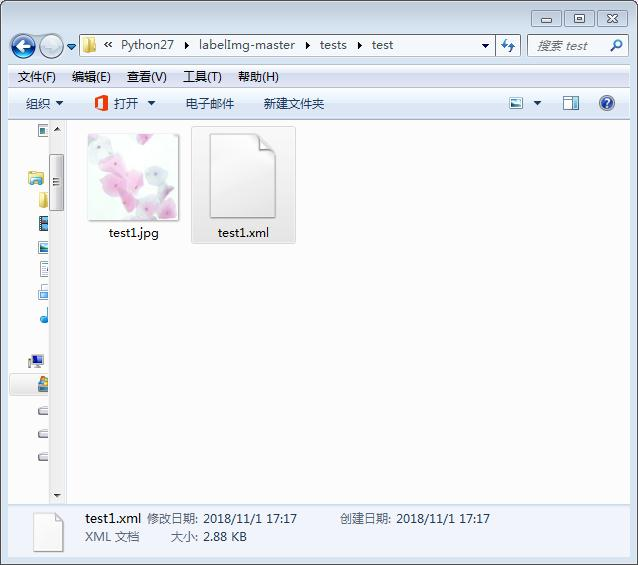 « Python27 labelImg-master tests test 搜索 test
文件(F) 编辑(E) 查看(V) 工具(T) 帮助(H)
组织 打开 电子邮件 新建文件夹
test1.jpg test1.xml
test1.xml 修改日期: 2018/11/1 17:17 创建日期: 2018/11/1 17:17
XML 文档 大小: 2.88 KB